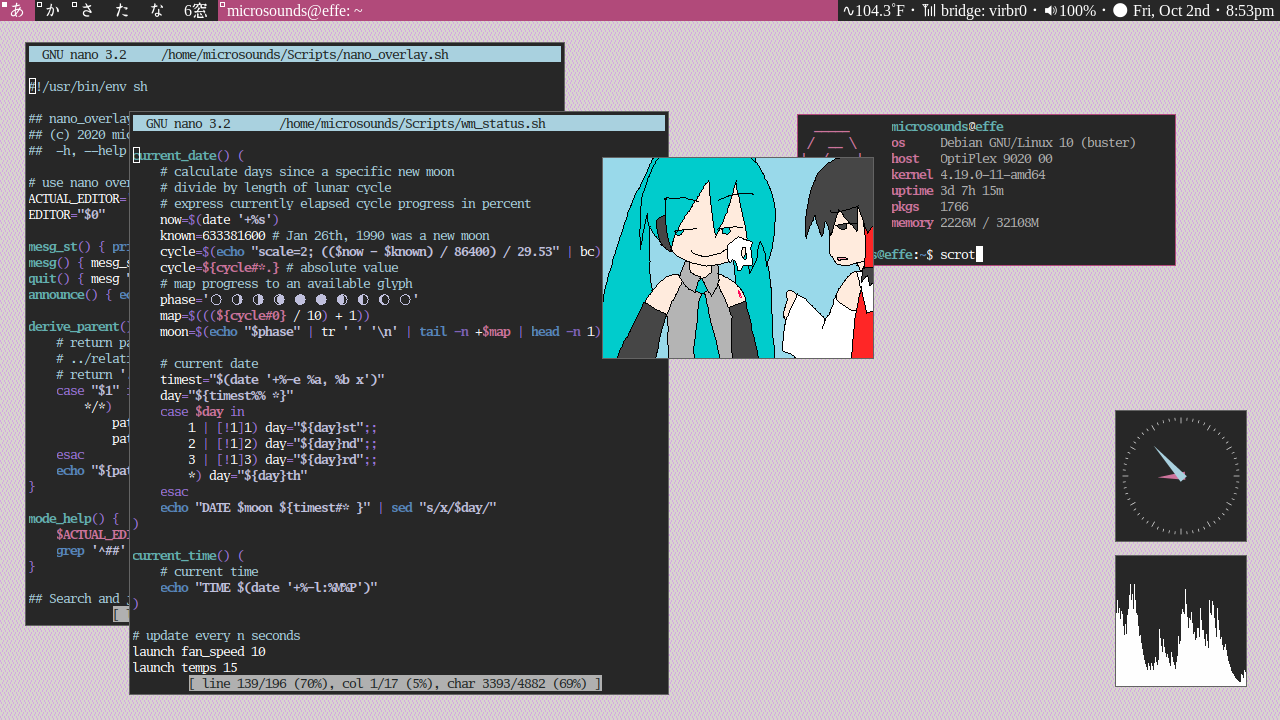 あ か さ た な 6窓 microsounds@effe: ~ 104.3°F · bridge: virbr0 · 100% · Fri, Oct 2nd · 8:53pm
GNU nano 3.2 /home/microsounds/Scripts/nano_overlay.sh
#!/usr/bin/env sh
## nano_overlay
## (c) 2020 mic
## -h, --help
# use nano over
ACTUAL_EDITOR='
EDITOR="$0"
mesg_st() { pri
mesg() { mesg_s
quit() { mesg '
announce() { ec
derive_parent()
# return pa
# ../relati
# return '.
case "$1" i
*/*)
pat
pat
esac
echo "${pat
}
mode_help() {
$ACTUAL_EDI
grep '^##'
}
## Search and
[
GNU nano 3.2 /home/microsounds/Scripts/wm_status.sh
current_date() (
# calculate days since a specific new moon
# divide by length of lunar cycle
# express currently elapsed cycle progress in percent
now=$(date '+%s')
known=633381600 # Jan 26th, 1990 was a new moon
cycle=$(echo "scale=2; (($now - $known) / 86400) / 29.53" | bc)
cycle=${cycle#*.} # absolute value
# map progress to an available glyph
phase='○ ◑ ◑ ◑ ● ● ◐ ◐ ◐ ○'
map=$(((${cycle#0} / 10) + 1))
moon=$(echo "$phase" | tr ' ' '\n' | tail -n +$map | head -n 1)
# current date
timest="$(date '+%-e %a, %b x')"
day="${timest%% *}"
case $day in
1 | [!1]1) day="${day}st";;
2 | [!1]2) day="${day}nd";;
3 | [!1]3) day="${day}rd";;
*) day="${day}th"
esac
echo "DATE $moon ${timest#* }" | sed "s/x/$day/"
)
current_time() (
# current time
echo "TIME $(date '+%-l:%M%P')"
)
# update every n seconds
launch fan_speed 10
launch temps 15
[ line 139/196 (70%), col 1/17 (5%), char 3393/4882 (69%) ]
microsounds@effe
os Debian GNU/Linux 10 (buster)
host OptiPlex 9020 00
kernel 4.19.0-11-amd64
uptime 3d 7h 15m
pkgs 1766
memory 2226M / 32108M
s@effe:~$ scrot